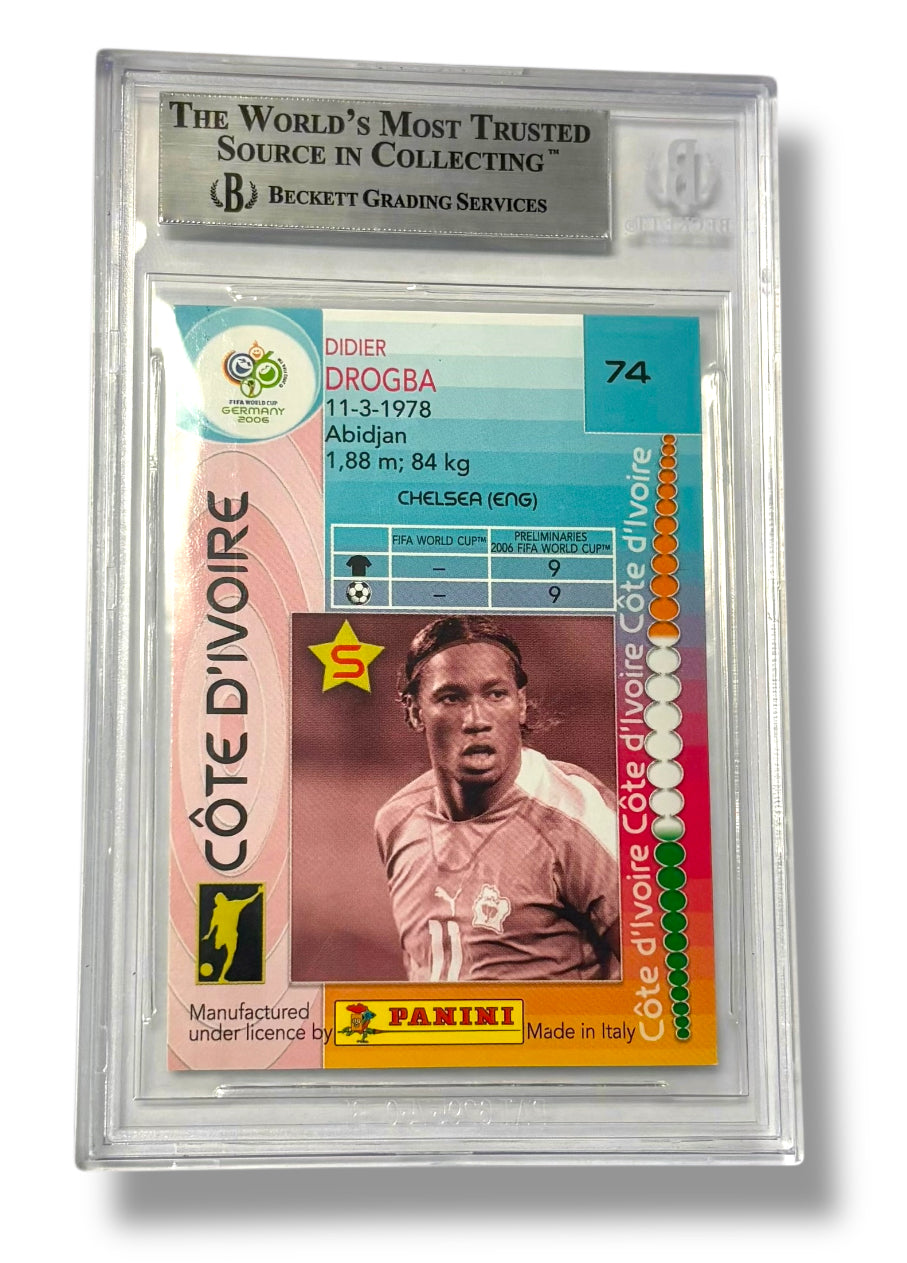 THE WORLD'S MOST TRUSTED
SOURCE IN COLLECTING™
B BECKETT GRADING SERVICES
BECKETT
FIFA WORLD CUP
GERMANY
2006
DIDIER
DROGBA
11-3-1978
Abidjan
1,88 m; 84 kg
74
CHELSEA (ENG)
FIFA WORLD CUP™ PRELIMINARIES
2006 FIFA WORLD CUP™
– 9
– 9
CÔTE D'IVOIRE
S
11
Côte d'Ivoire Côte d'Ivoire Côte d'Ivoire
Manufactured
under licence by PANINI Made in Italy